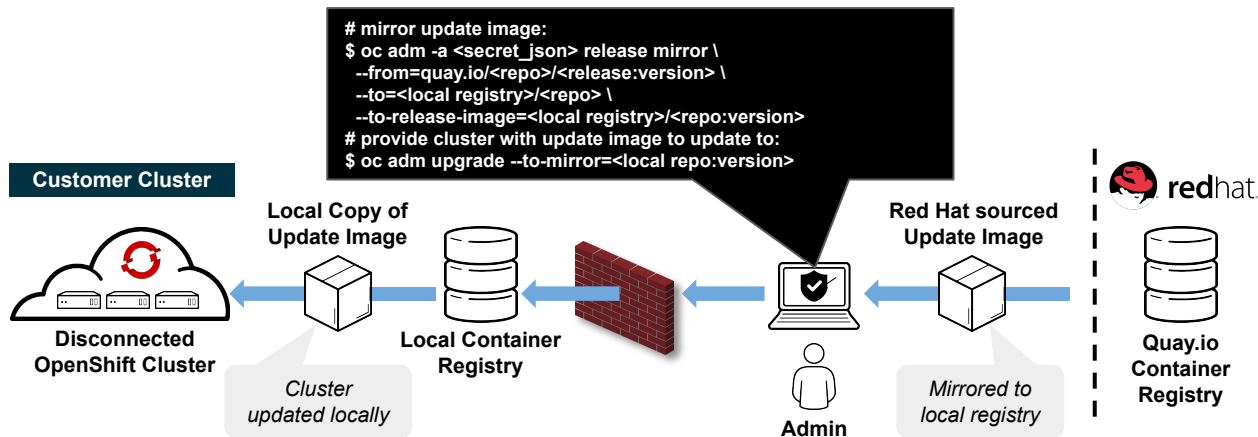 # mirror update image:
$ oc adm -a <secret_json> release mirror \
--from=quay.io/<repo>/<release:version> \
--to=<local registry>/<repo> \
--to-release-image=<local registry>/<repo:version>
# provide cluster with update image to update to:
$ oc adm upgrade --to-mirror=<local repo:version>
Customer Cluster
redhat.
Local Copy of
Update Image
Red Hat sourced
Update Image
Disconnected
OpenShift Cluster
Local Container
Registry
Quay.io
Container
Registry
Cluster
updated locally
Mirrored to
local registry
Admin